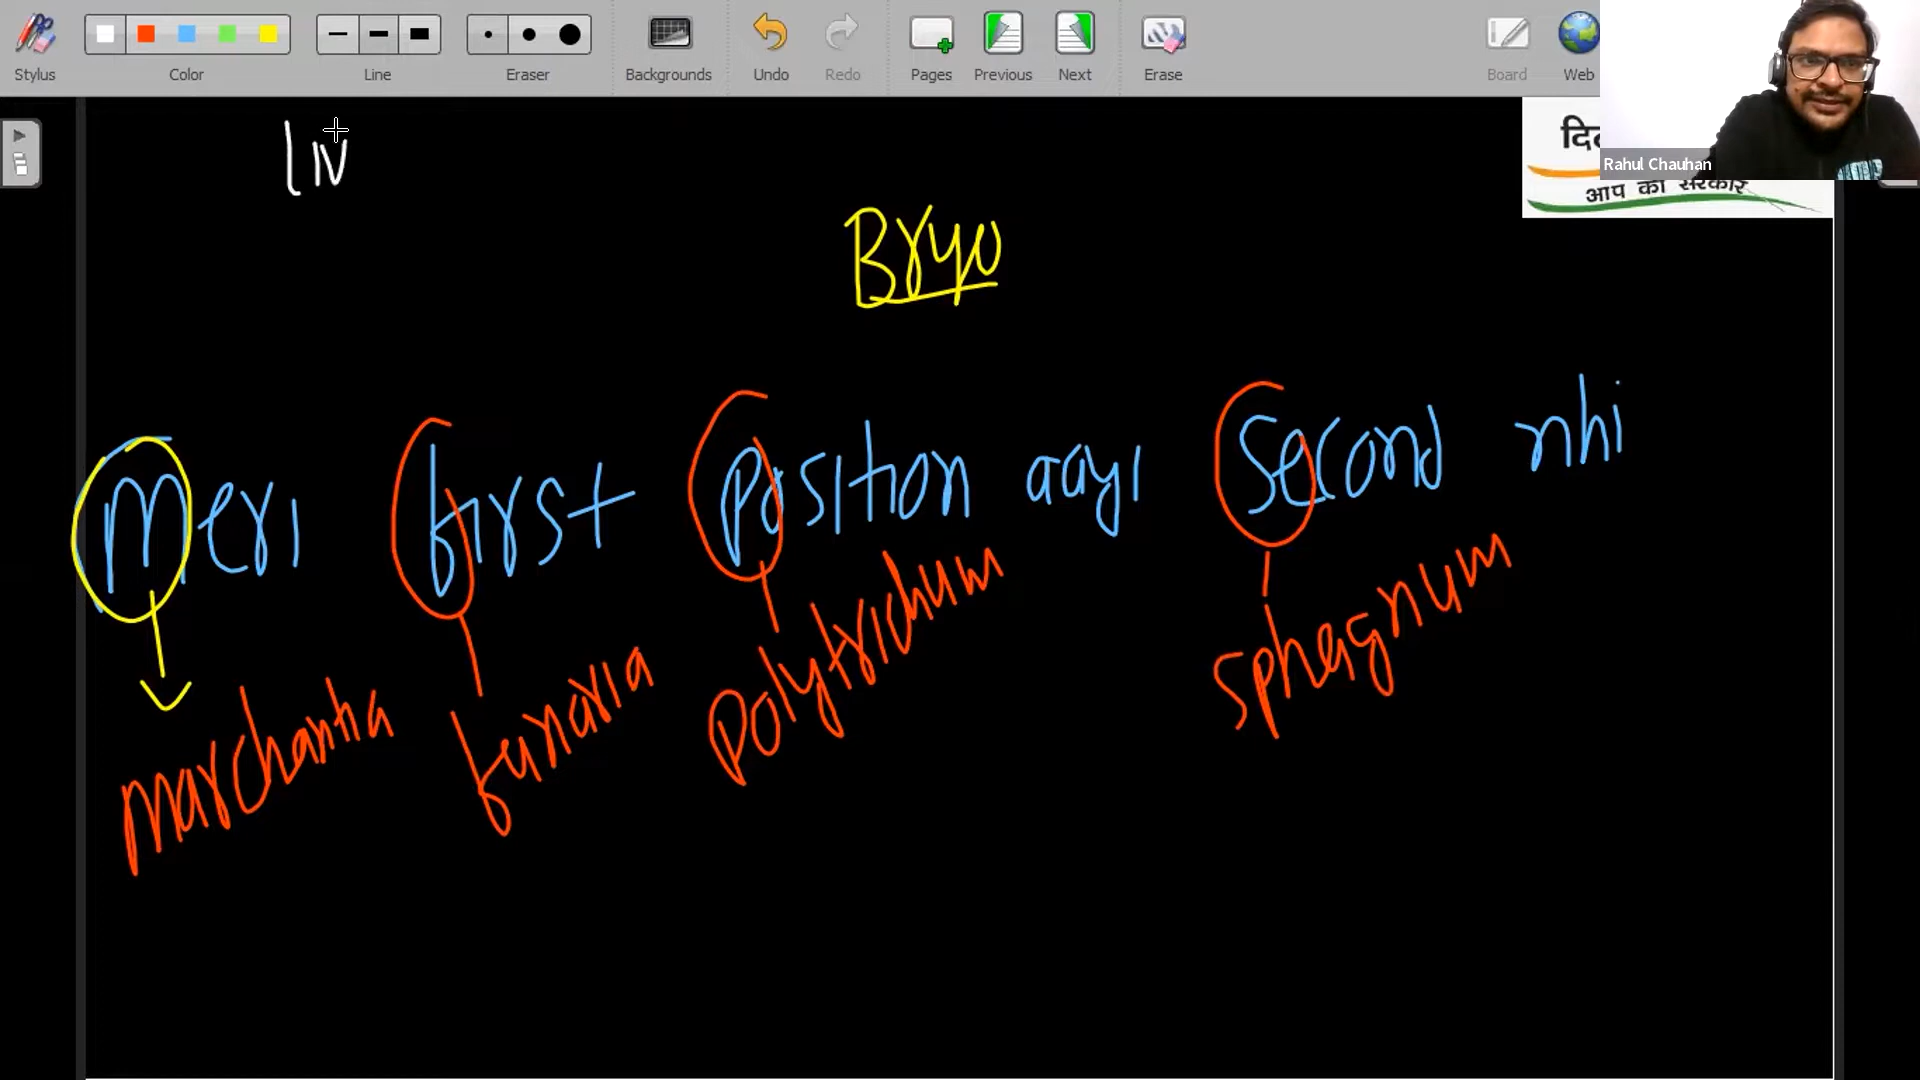 Stylus
Color
Line
Eraser
Backgrounds
Undo
Redo
Pages
Previous
Next
Erase
Board
Web
Rahul Chauhan
आप की सरकार
Liv
Bryo
Meri first Position aayi Second nhi
marchantia funaria Polytrichum Sphagnum